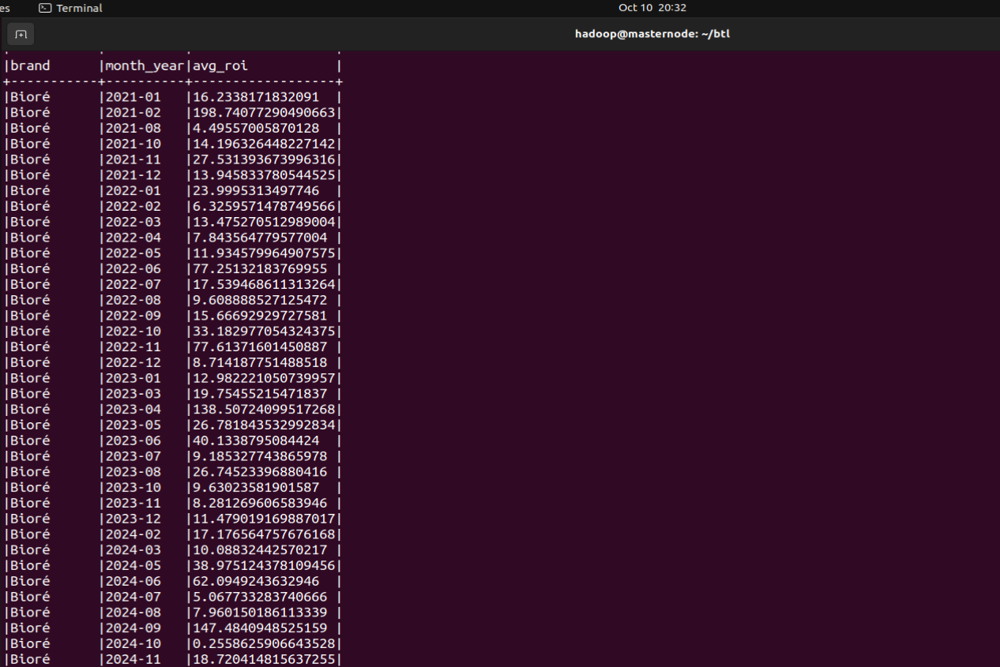 es Terminal Oct 10 20:32
hadoop@masternode: ~/btl
|brand |month_year|avg_roi |
+-----------+----------+------------------+
|Bioré |2021-01 |16.2338171832091 |
|Bioré |2021-02 |198.74077290490663|
|Bioré |2021-08 |4.49557005870128 |
|Bioré |2021-10 |14.196326448227142|
|Bioré |2021-11 |27.531393673996316|
|Bioré |2021-12 |13.945833780544525|
|Bioré |2022-01 |23.9995313497746 |
|Bioré |2022-02 |6.3259571478749566|
|Bioré |2022-03 |13.475270512989004|
|Bioré |2022-04 |7.843564779577004 |
|Bioré |2022-05 |11.934579964907575|
|Bioré |2022-06 |77.25132183769955 |
|Bioré |2022-07 |17.539468611313264|
|Bioré |2022-08 |9.608888527125472 |
|Bioré |2022-09 |15.66692929727581 |
|Bioré |2022-10 |33.182977054324375|
|Bioré |2022-11 |77.61371601450887 |
|Bioré |2022-12 |8.714187751488518 |
|Bioré |2023-01 |12.982221050739957|
|Bioré |2023-03 |19.75455215471837 |
|Bioré |2023-04 |138.50724099517268|
|Bioré |2023-05 |26.781843532992834|
|Bioré |2023-06 |40.1338795084424 |
|Bioré |2023-07 |9.185327743865978 |
|Bioré |2023-08 |26.74523396880416 |
|Bioré |2023-10 |9.63023581901587 |
|Bioré |2023-11 |8.281269606583946 |
|Bioré |2023-12 |11.479019169887017|
|Bioré |2024-02 |17.176564757676168|
|Bioré |2024-03 |10.08832442570217 |
|Bioré |2024-05 |38.975124378109456|
|Bioré |2024-06 |62.0949243632946 |
|Bioré |2024-07 |5.067733283740666 |
|Bioré |2024-08 |7.960150186113339 |
|Bioré |2024-09 |147.4840948525159 |
|Bioré |2024-10 |0.2558625906643528|
|Bioré |2024-11 |18.720414815637255|